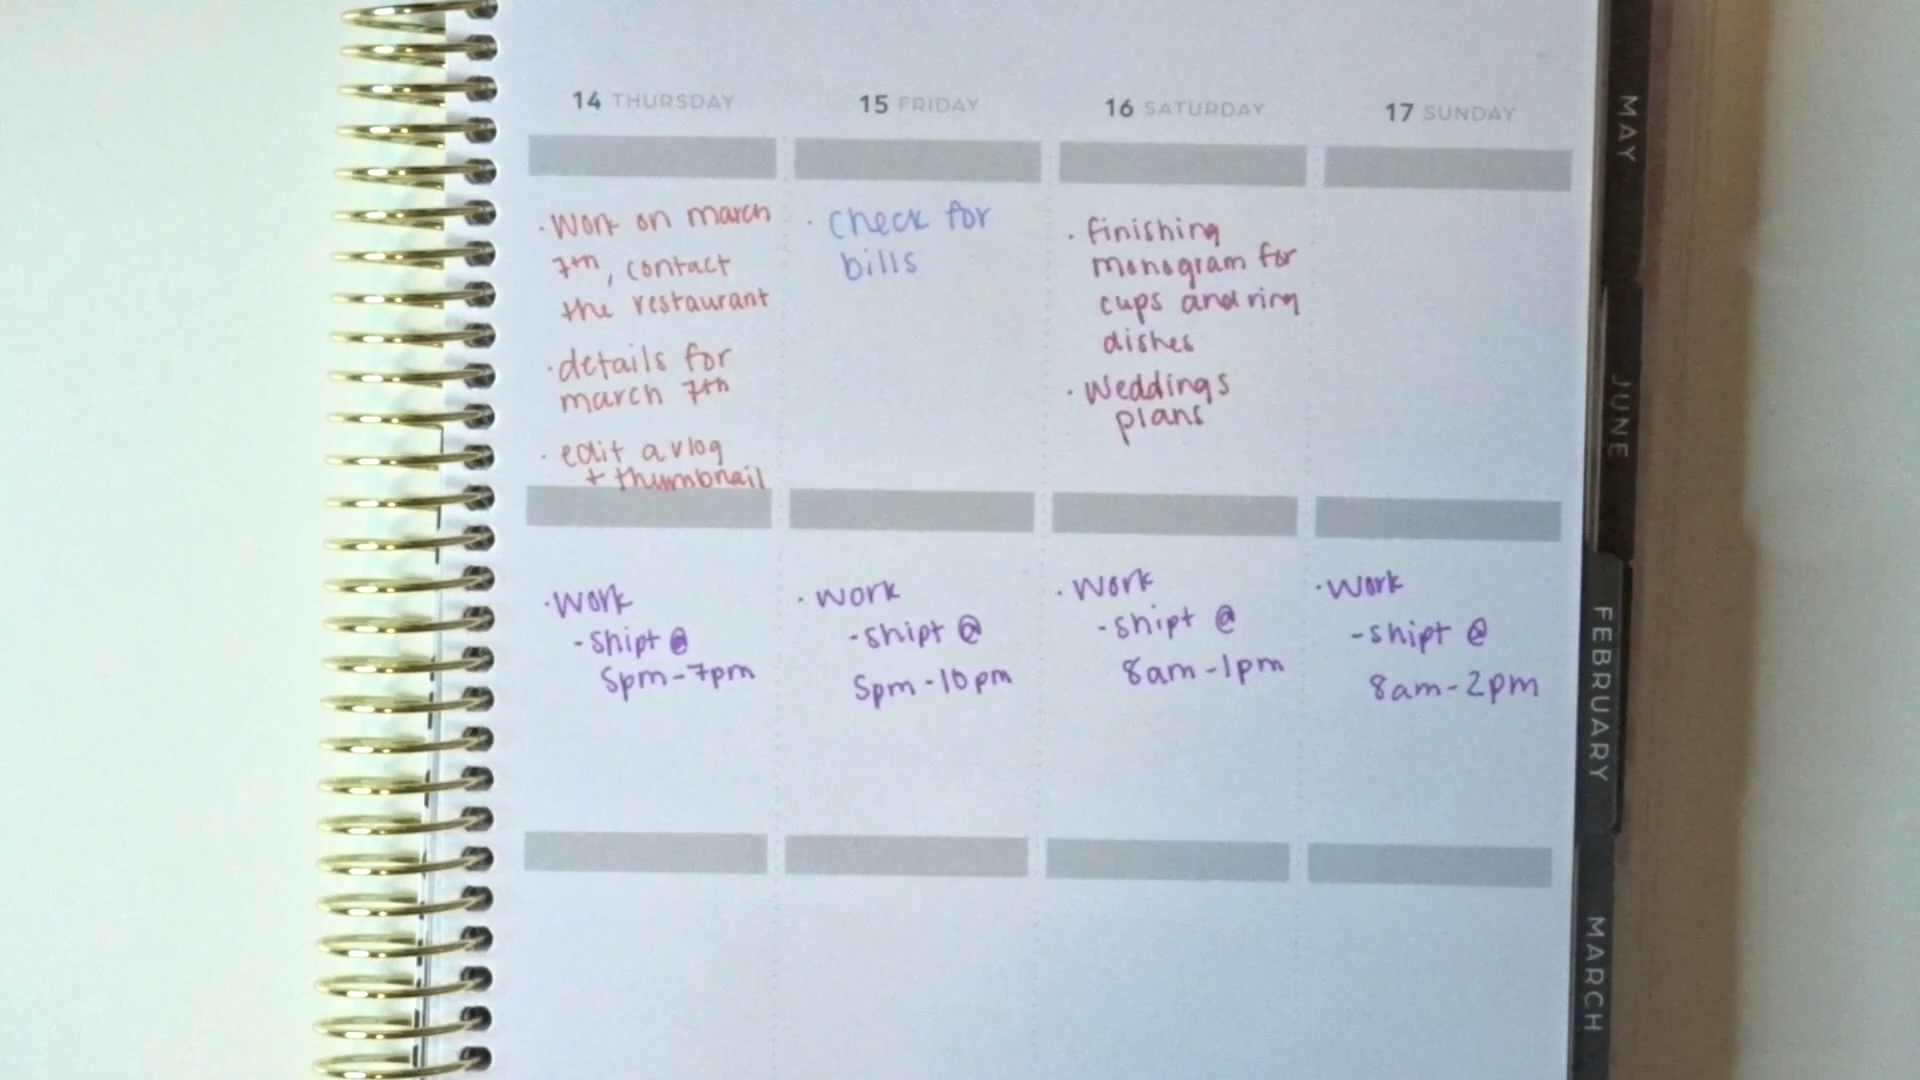 14 THURSDAY
· Work on march
7th, contact
the restaurant
· details for
march 7th
· edit a vlog
+ thumbnail
· Work
- Shipt @
5pm-7pm
15 FRIDAY
· Check for
bills
· Work
- Shipt @
5pm-10pm
16 SATURDAY
· finishing
monogram for
cups and ring
dishes
· Weddings
plans
· Work
- Shipt @
8am-1pm
17 SUNDAY
· Work
- Shipt @
8am-2pm
MAY
JUNE
FEBRUARY
MARCH